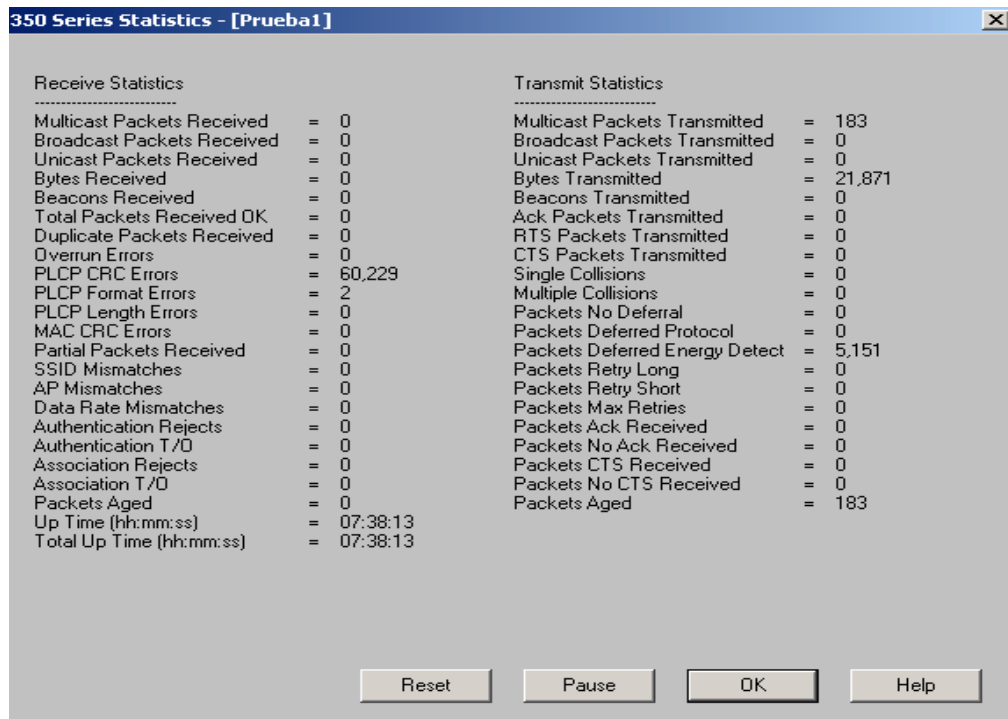 350 Series Statistics - [Prueba1]
Receive Statistics
----------------------------
Multicast Packets Received = 0
Broadcast Packets Received = 0
Unicast Packets Received = 0
Bytes Received = 0
Beacons Received = 0
Total Packets Received OK = 0
Duplicate Packets Received = 0
Overrun Errors = 0
PLCP CRC Errors = 60,229
PLCP Format Errors = 2
PLCP Length Errors = 0
MAC CRC Errors = 0
Partial Packets Received = 0
SSID Mismatches = 0
AP Mismatches = 0
Data Rate Mismatches = 0
Authentication Rejects = 0
Authentication T/O = 0
Association Rejects = 0
Association T/O = 0
Packets Aged = 0
Up Time (hh:mm:ss) = 07:38:13
Total Up Time (hh:mm:ss) = 07:38:13
Transmit Statistics
----------------------------
Multicast Packets Transmitted = 183
Broadcast Packets Transmitted = 0
Unicast Packets Transmitted = 0
Bytes Transmitted = 21,871
Beacons Transmitted = 0
Ack Packets Transmitted = 0
RTS Packets Transmitted = 0
CTS Packets Transmitted = 0
Single Collisions = 0
Multiple Collisions = 0
Packets No Deferral = 0
Packets Deferred Protocol = 0
Packets Deferred Energy Detect = 5,151
Packets Retry Long = 0
Packets Retry Short = 0
Packets Max Retries = 0
Packets Ack Received = 0
Packets No Ack Received = 0
Packets CTS Received = 0
Packets No CTS Received = 0
Packets Aged = 183
Reset
Pause
OK
Help